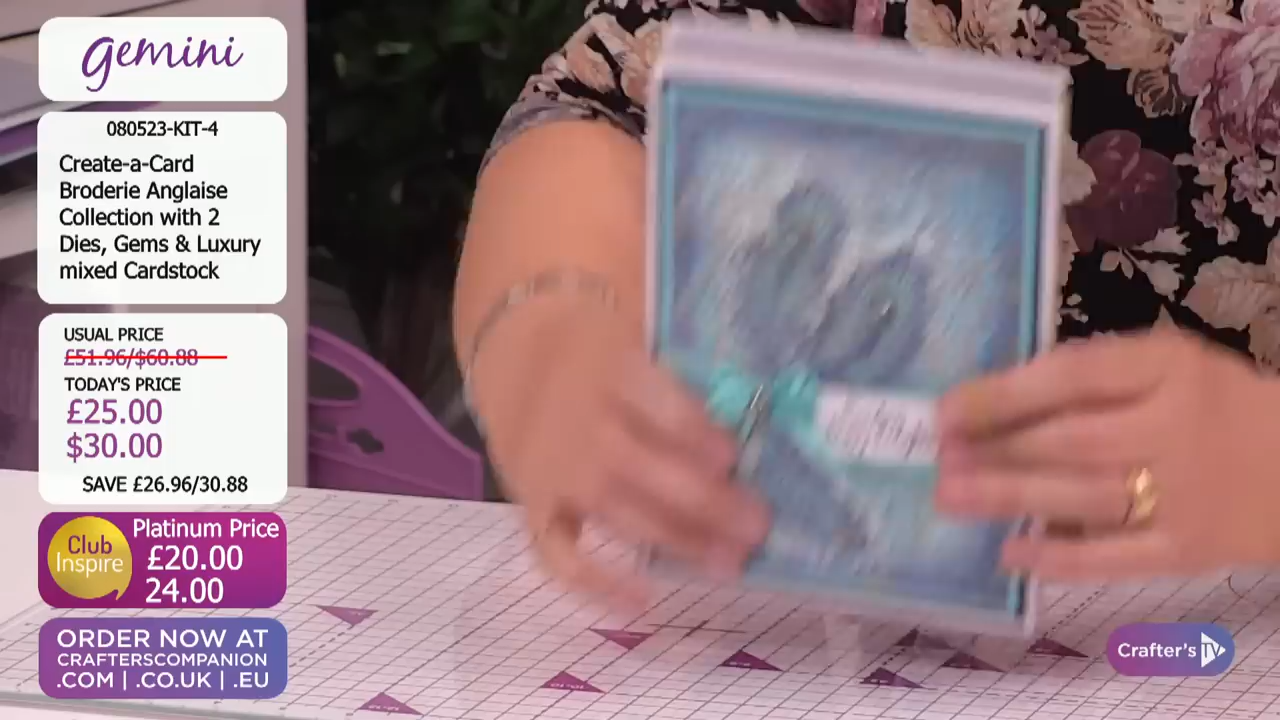 gemini
080523-KIT-4
Create-a-Card
Broderie Anglaise
Collection with 2
Dies, Gems & Luxury
mixed Cardstock
USUAL PRICE
£51.96/$60.88
TODAY'S PRICE
£25.00
$30.00
SAVE £26.96/30.88
Club
Inspire
Platinum Price
£20.00
24.00
ORDER NOW AT
CRAFTERSCOMPANION
.COM | .CO.UK | .EU
Crafter's TV